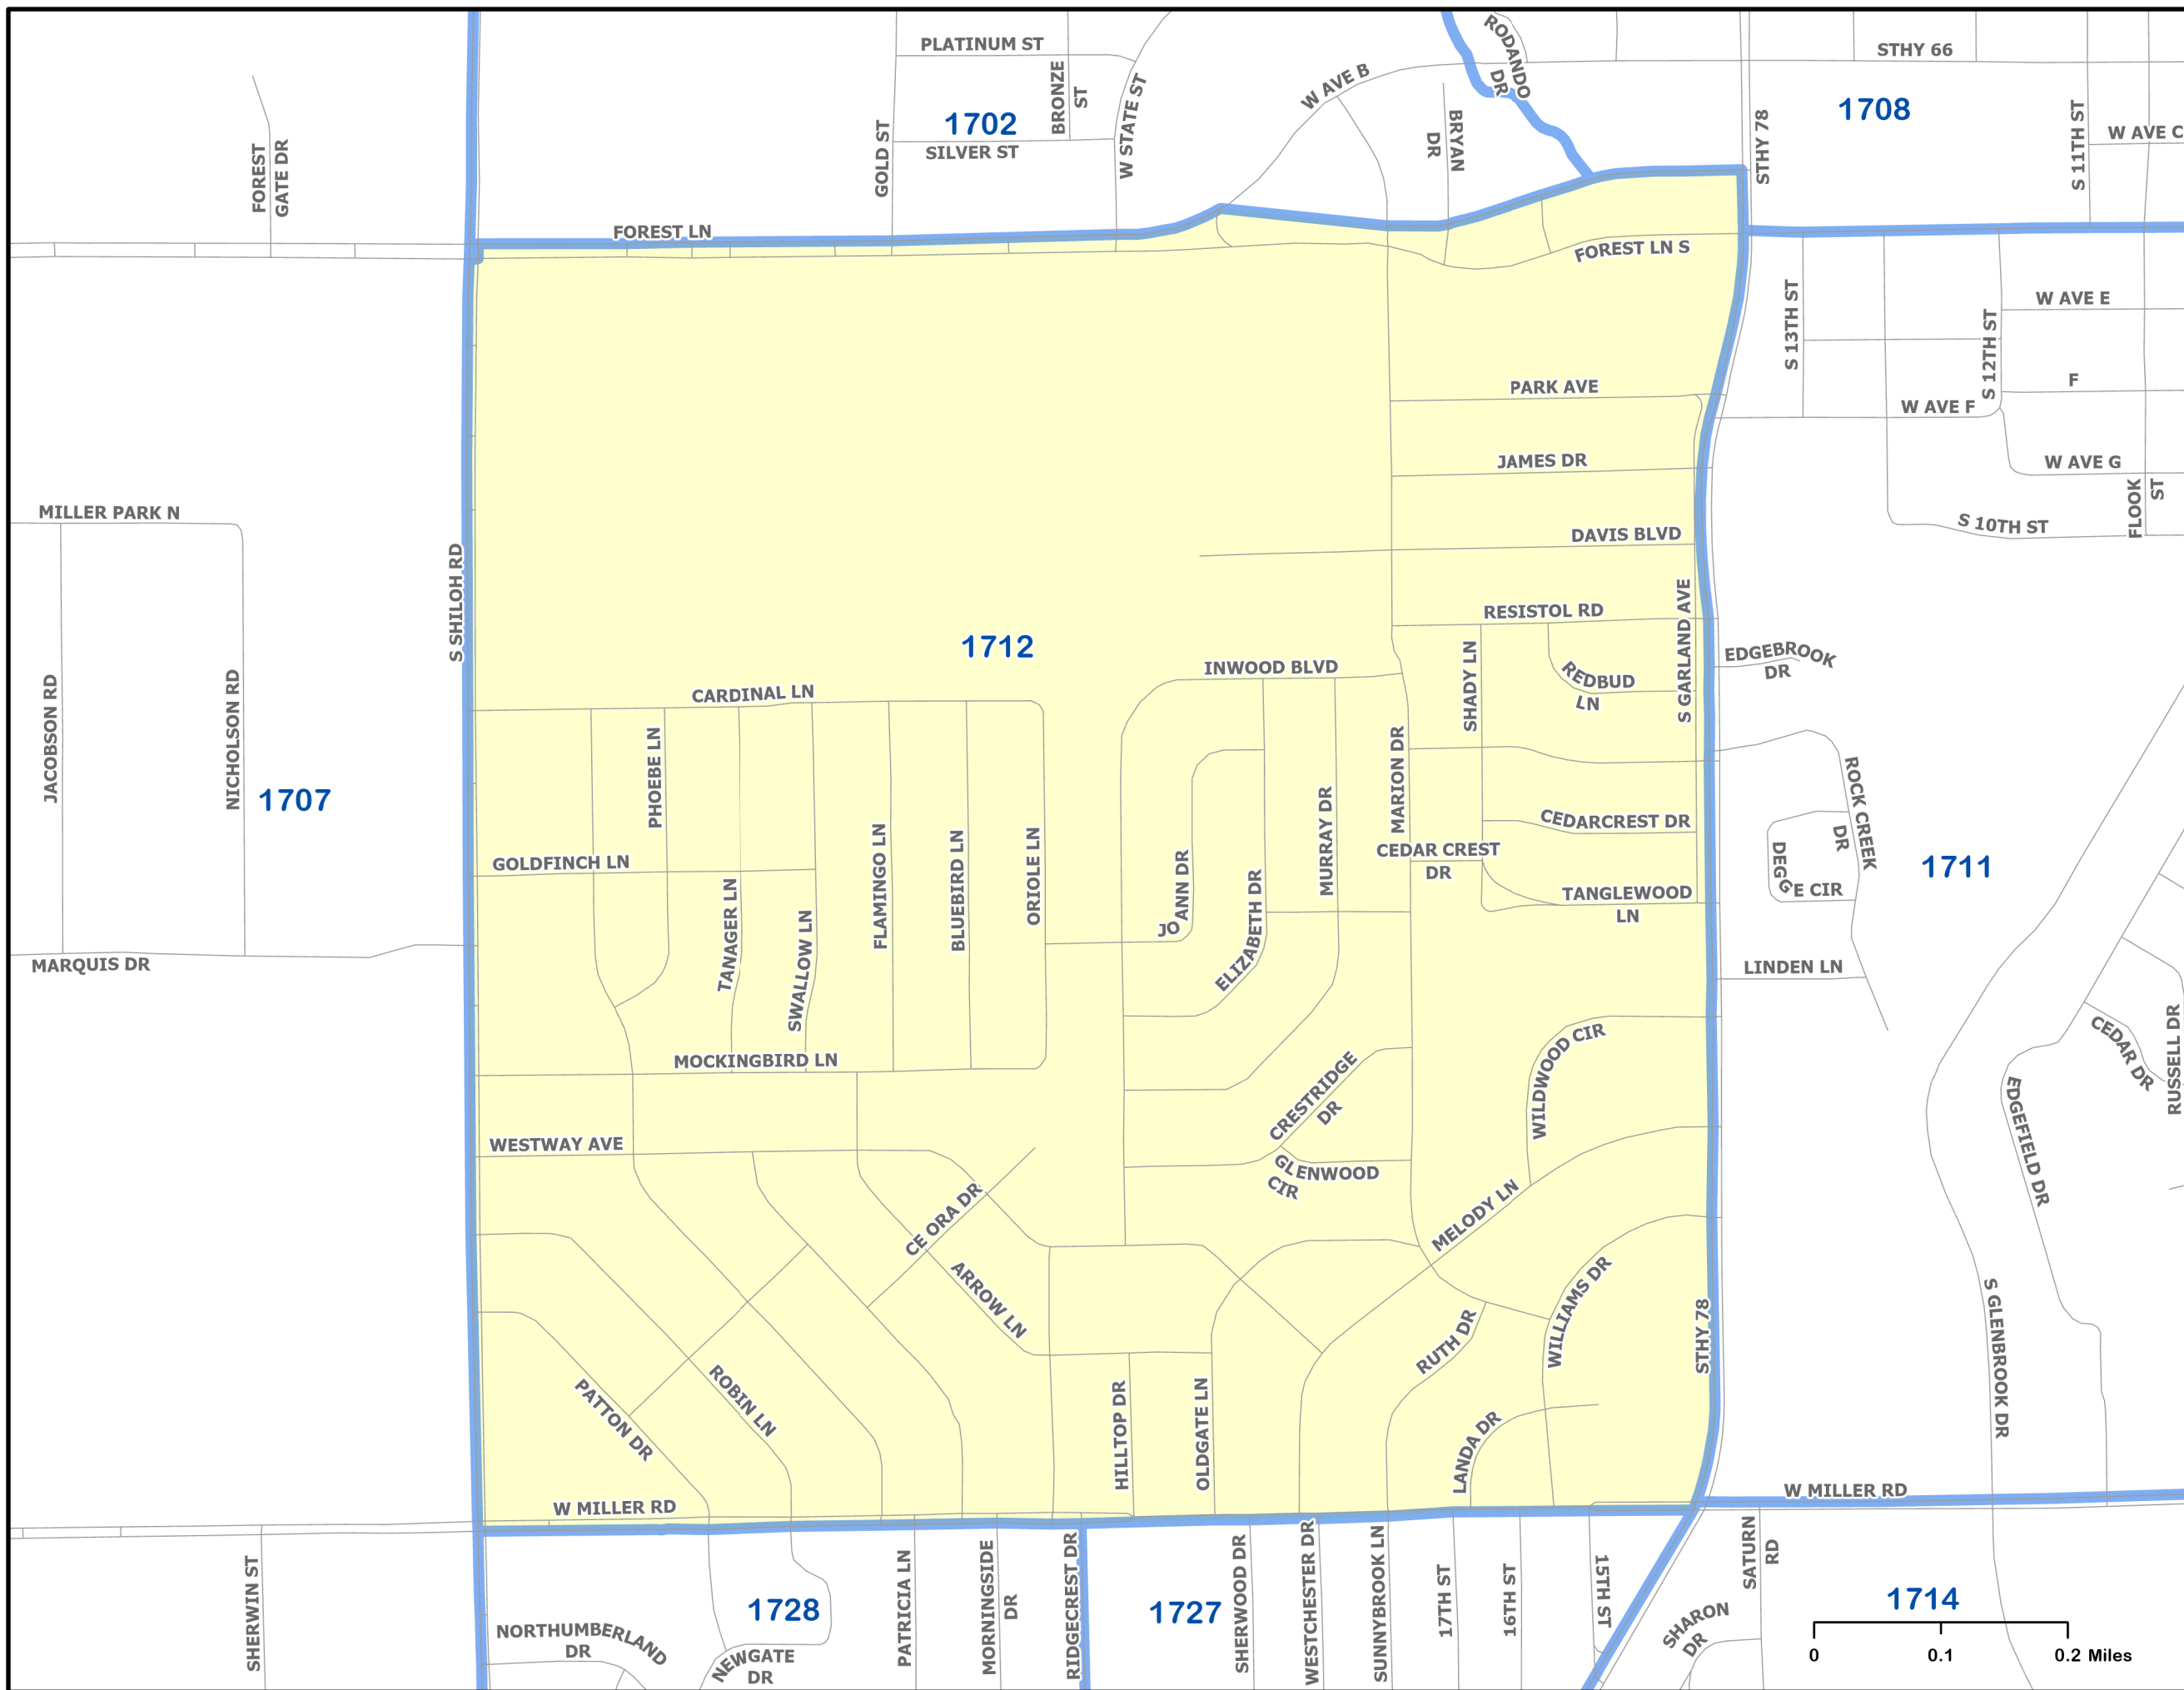 PLATINUM ST
BRONZE
ST
W STATE ST
GOLD ST
1702
SILVER ST
W AVE B
RODANDO
DR
BRYAN
DR
STHY 66
STHY 78
1708
S 11TH ST
W AVE C
FOREST
GATE DR
FOREST LN
FOREST LN S
S 13TH ST
S 12TH ST
W AVE E
F
W AVE F
W AVE G
FLOOK
ST
S 10TH ST
PARK AVE
JAMES DR
DAVIS BLVD
MILLER PARK N
S SHILOH RD
RESISTOL RD
S GARLAND AVE
1712
SHADY LN
REDBUD
LN
EDGEBROOK
DR
INWOOD BLVD
CARDINAL LN
JACOBSON RD
NICHOLSON RD
1707
PHOEBE LN
MARION DR
MURRAY DR
CEDARCREST DR
CEDAR CREST
DR
ROCK CREEK
DR
DEGGE CIR
1711
GOLDFINCH LN
TANAGER LN
SWALLOW LN
FLAMINGO LN
BLUEBIRD LN
ORIOLE LN
JO ANN DR
ELIZABETH DR
TANGLEWOOD
LN
MARQUIS DR
LINDEN LN
CEDAR DR
RUSSELL DR
MOCKINGBIRD LN
WILDWOOD CIR
CRESTRIDGE
DR
EDGEFIELD DR
WESTWAY AVE
GLENWOOD
CIR
CE ORA DR
MELODY LN
ARROW LN
WILLIAMS DR
RUTH DR
STHY 78
S GLENBROOK DR
PATTON DR
ROBIN LN
HILLTOP DR
OLDGATE LN
LANDA DR
W MILLER RD
W MILLER RD
SHERWIN ST
NORTHUMBERLAND
DR
NEWGATE
DR
1728
PATRICIA LN
MORNINGSIDE
DR
RIDGECREST DR
1727
SHERWOOD DR
WESTCHESTER DR
SUNNYBROOK LN
17TH ST
16TH ST
15TH ST
SHARON
DR
SATURN
RD
1714
0 0.1 0.2 Miles